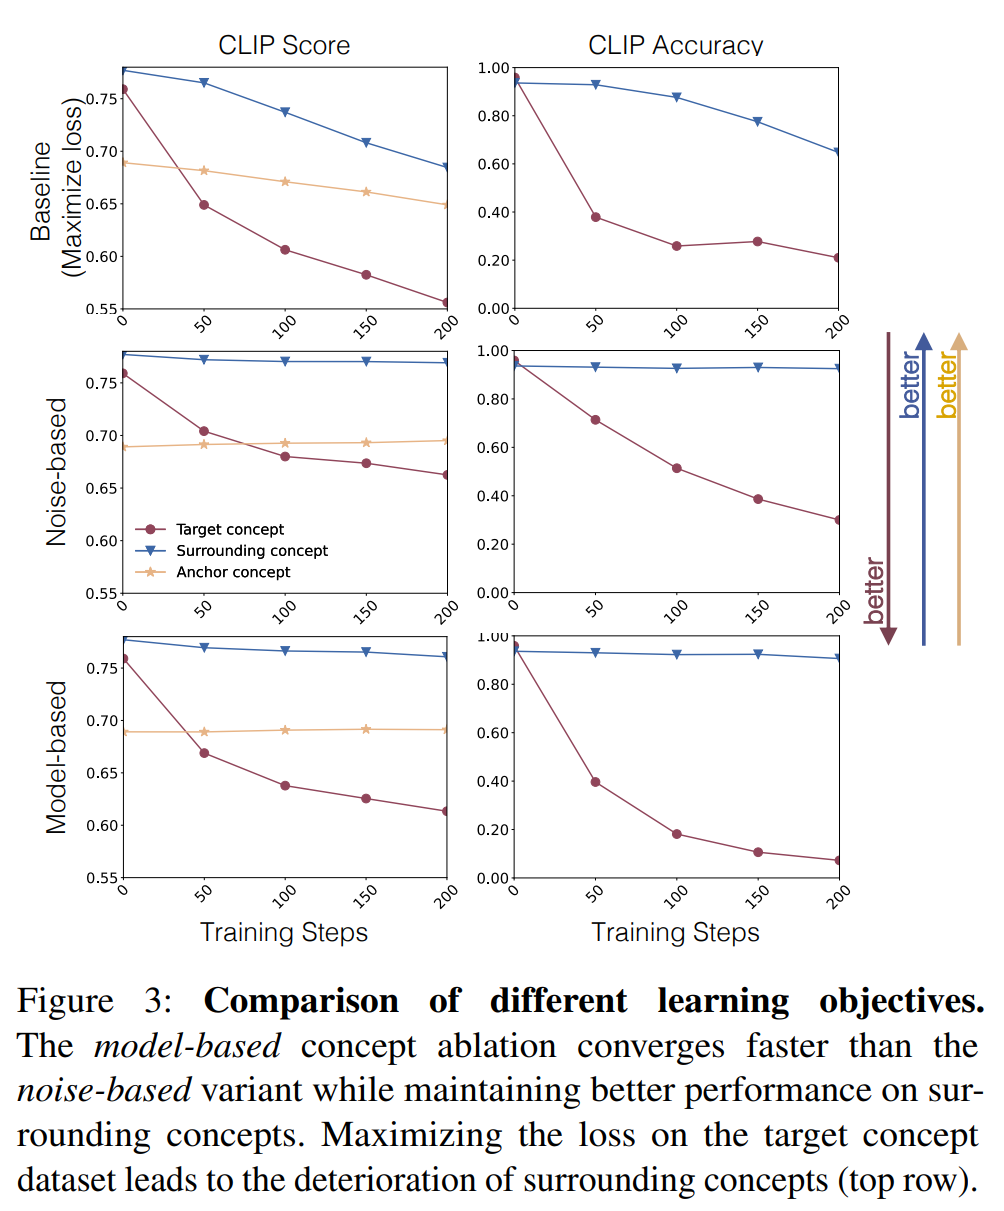 CLIP Score
CLIP Accuracy
Baseline
(Maximize loss)
0.75
0.70
0.65
0.60
0.55
0 50 100 150 200
1.00
0.80
0.60
0.40
0.20
0.00
0 50 100 150 200
Noise-based
0.75
0.70
0.65
0.60
0.55
Target concept
Surrounding concept
Anchor concept
0 50 100 150 200
1.00
0.80
0.60
0.40
0.20
0.00
0 50 100 150 200
better
better
better
Model-based
0.75
0.70
0.65
0.60
0.55
0 50 100 150 200
Training Steps
1.00
0.80
0.60
0.40
0.20
0.00
0 50 100 150 200
Training Steps
Figure 3: Comparison of different learning objectives.
The model-based concept ablation converges faster than the
noise-based variant while maintaining better performance on sur-
rounding concepts. Maximizing the loss on the target concept
dataset leads to the deterioration of surrounding concepts (top row).